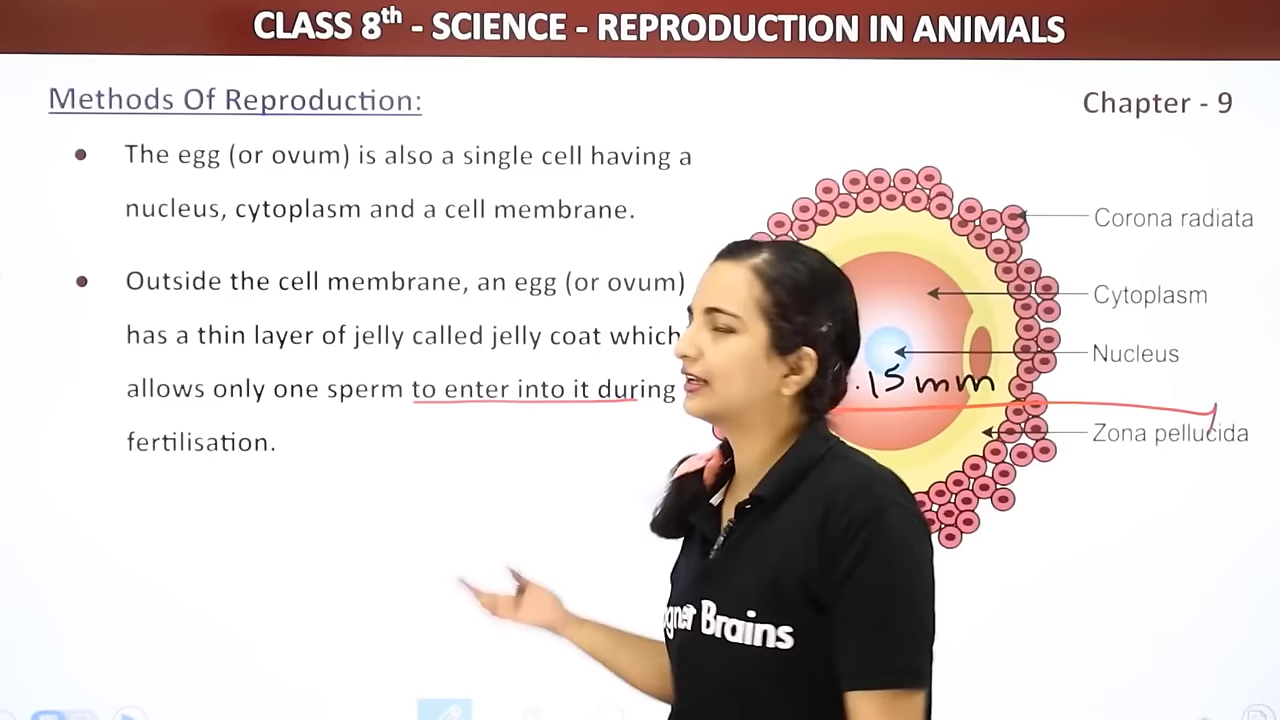 CLASS 8th - SCIENCE - REPRODUCTION IN ANIMALS
Methods Of Reproduction:
Chapter - 9
● The egg (or ovum) is also a single cell having a
nucleus, cytoplasm and a cell membrane.
● Outside the cell membrane, an egg (or ovum)
has a thin layer of jelly called jelly coat which
allows only one sperm to enter into it during
fertilisation.
Corona radiata
Cytoplasm
Nucleus
.15mm
Zona pellucida
Brains